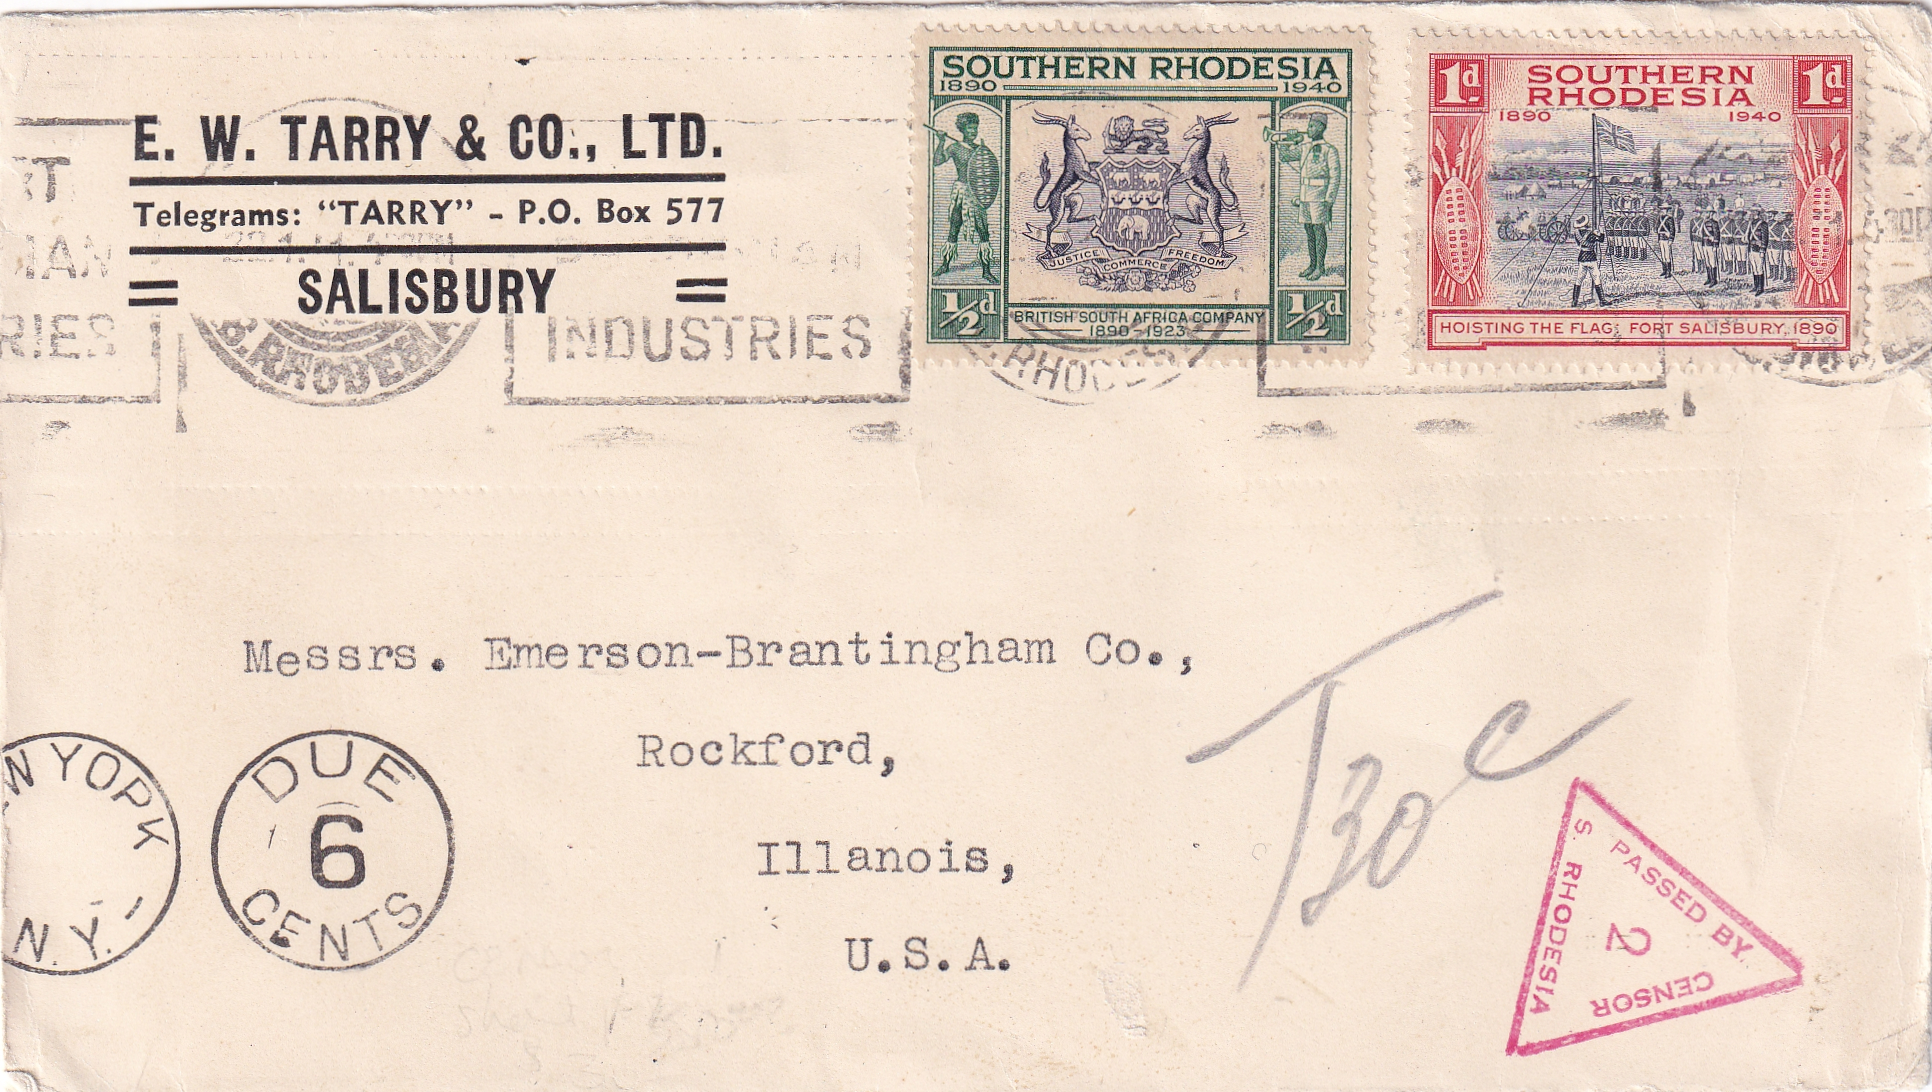 E. W. TARRY & CO., LTD.
Telegrams: "TARRY" - P.O. Box 577
SALISBURY
RIES
INDUSTRIES
SOUTHERN RHODESIA
1890 1940
JUSTICE COMMERCE FREEDOM
½d ½d
BRITISH SOUTH AFRICA COMPANY
1890-1923
1d 1d
SOUTHERN
RHODESIA
1890 1940
HOISTING THE FLAG: FORT SALISBURY, 1890
Messrs. Emerson-Brantingham Co.,
Rockford,
Illanois,
U.S.A.
W YORK
N.Y.
DUE
6
CENTS
T30c
PASSED BY
CENSOR
2
S. RHODESIA